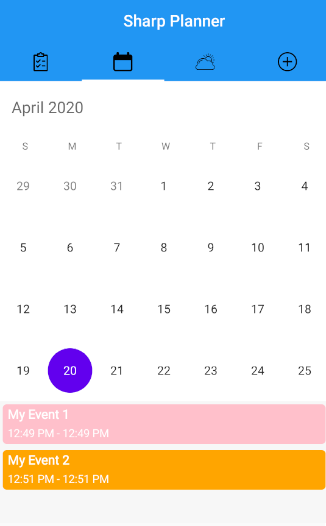 Sharp Planner
April 2020
S M T W T F S
29 30 31 1 2 3 4
5 6 7 8 9 10 11
12 13 14 15 16 17 18
19 20 21 22 23 24 25
My Event 1
12:49 PM - 12:49 PM
My Event 2
12:51 PM - 12:51 PM